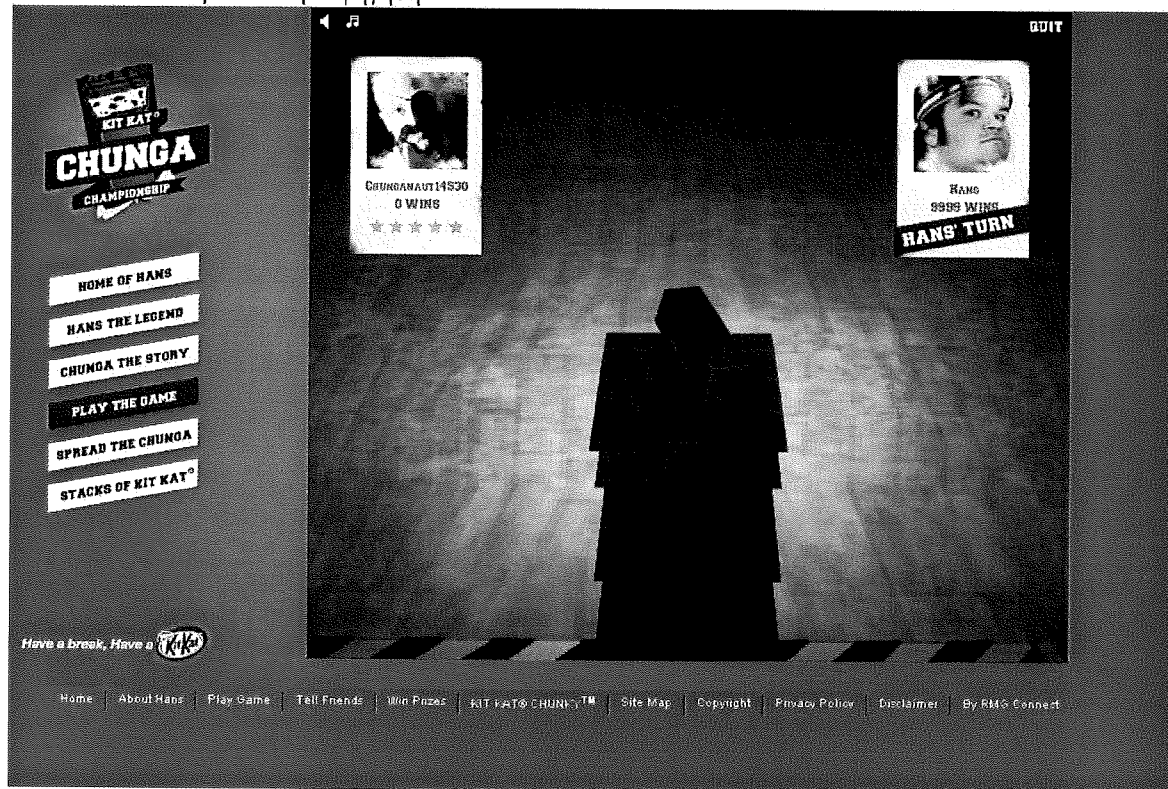 QUIT
KIT KAT®
CHUNGA
CHAMPIONSHIP
CHUNGANAUT14530
0 WINS
HANS
9999 WINS
HANS' TURN
HOME OF HANS
HANS THE LEGEND
CHUNGA THE STORY
PLAY THE GAME
SPREAD THE CHUNGA
STACKS OF KIT KAT®
Have a break, Have a KitKat
Home | About Hans | Play Game | Tell Friends | Win Prizes | KIT KAT® CHUNKY™ | Site Map | Copyright | Privacy Policy | Disclaimer | By RMG Connect